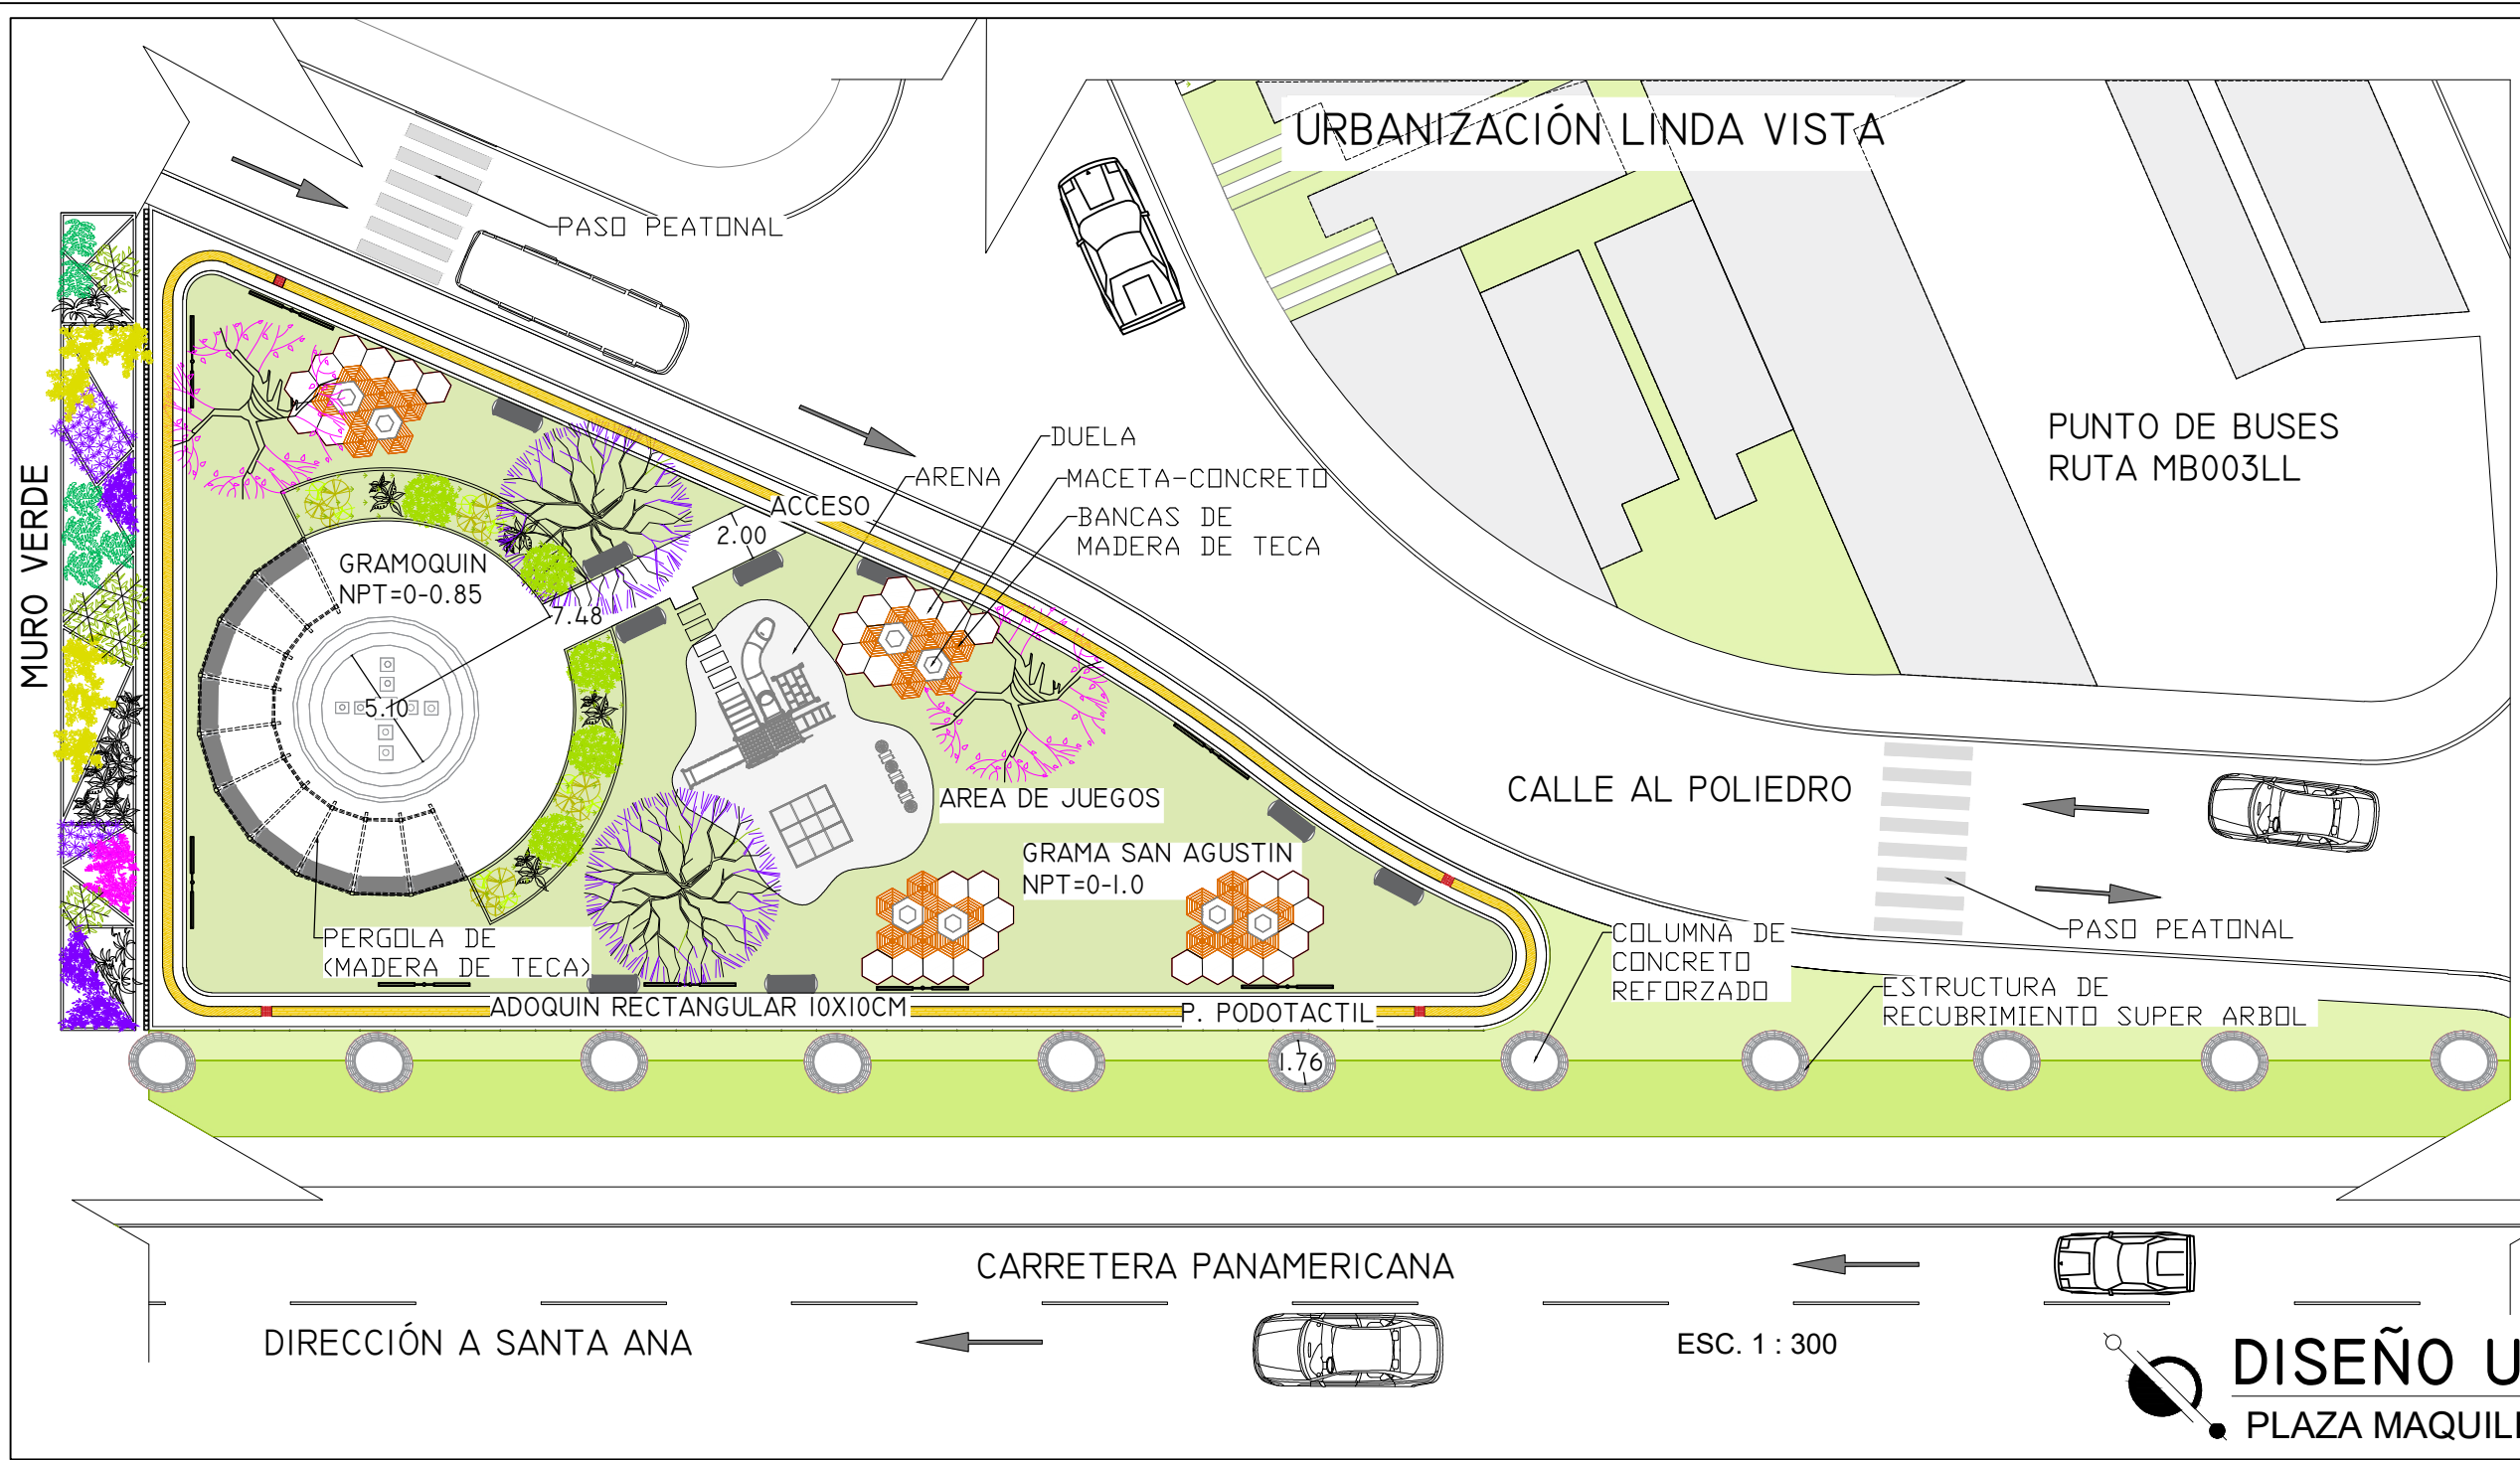 URBANIZACIÓN LINDA VISTA
PASO PEATONAL
PUNTO DE BUSES
RUTA MB003LL
MURO VERDE
DUELA
ARENA
MACETA-CONCRETO
BANCAS DE
MADERA DE TECA
ACCESO
2.00
GRAMOQUIN
NPT=0-0.85
7.48
5.10
AREA DE JUEGOS
CALLE AL POLIEDRO
GRAMA SAN AGUSTIN
NPT=0-1.0
PERGOLA DE
(MADERA DE TECA)
COLUMNA DE
CONCRETO
REFORZADO
PASO PEATONAL
ESTRUCTURA DE
RECUBRIMIENTO SUPER ARBOL
ADOQUIN RECTANGULAR 10X10CM
P. PODOTACTIL
1.76
CARRETERA PANAMERICANA
DIRECCIÓN A SANTA ANA
ESC. 1 : 300
DISEÑO U
PLAZA MAQUILI